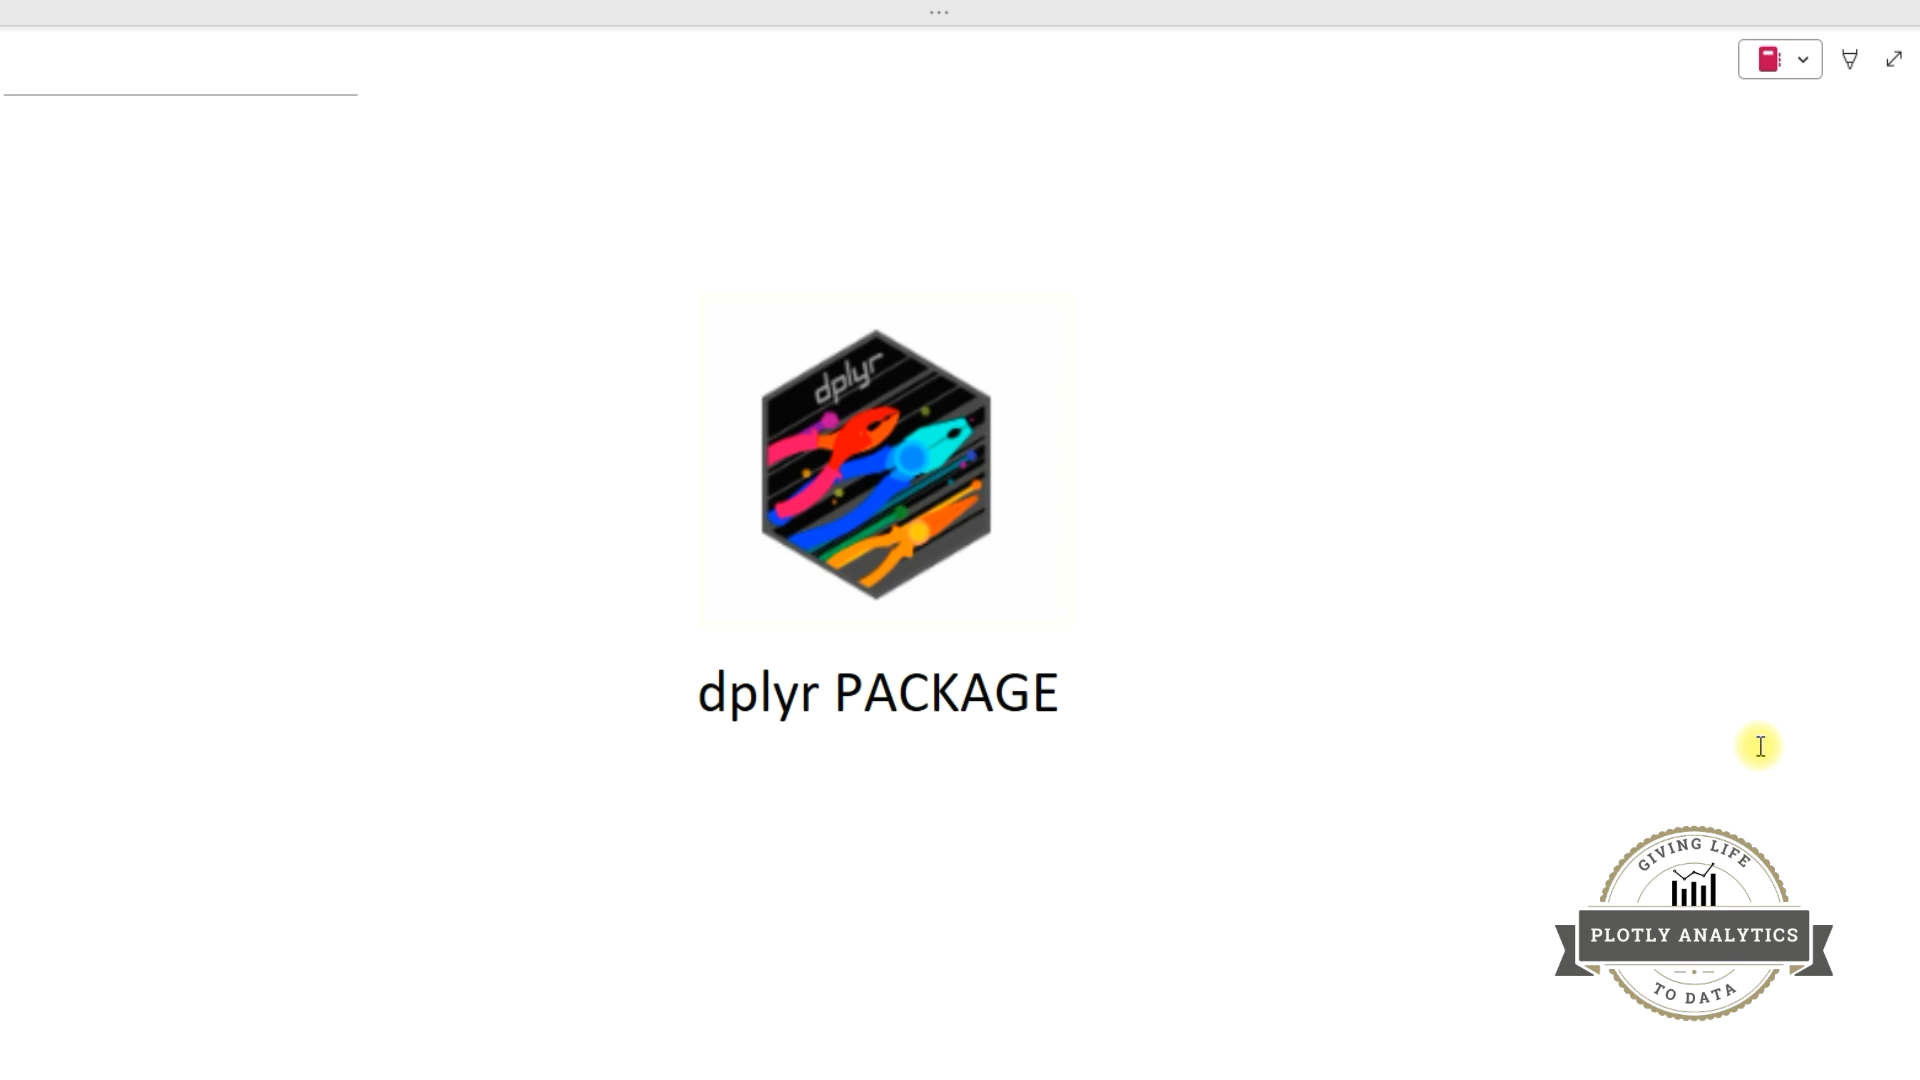 dplyr
dplyr PACKAGE
GIVING LIFE
PLOTLY ANALYTICS
TO DATA